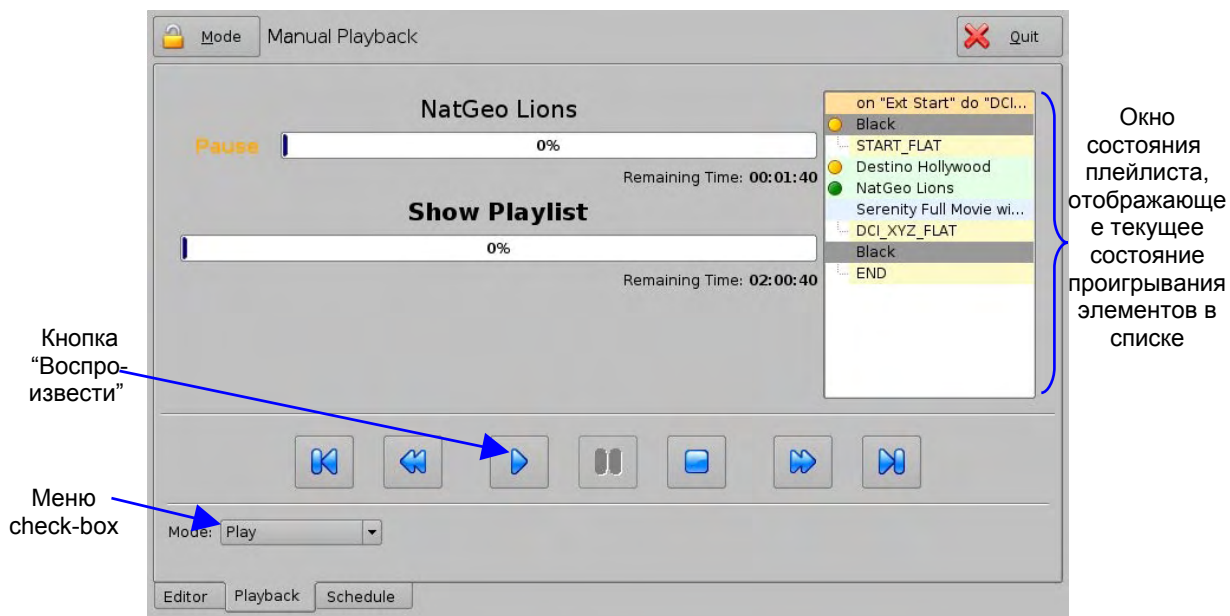 Mode
Manual Playback
Quit
NatGeo Lions
Pause
0%
Remaining Time: 00:01:40
Show Playlist
0%
Remaining Time: 02:00:40
on "Ext Start" do "DCI...
Black
START_FLAT
Destino Hollywood
NatGeo Lions
Serenity Full Movie wi...
DCI_XYZ_FLAT
Black
END
Окно
состояния
плейлиста,
отображающе
е текущее
состояние
проигрывания
элементов в
списке
Кнопка
“Воспро-
извести”
Меню
check-box
Mode: Play
Editor
Playback
Schedule